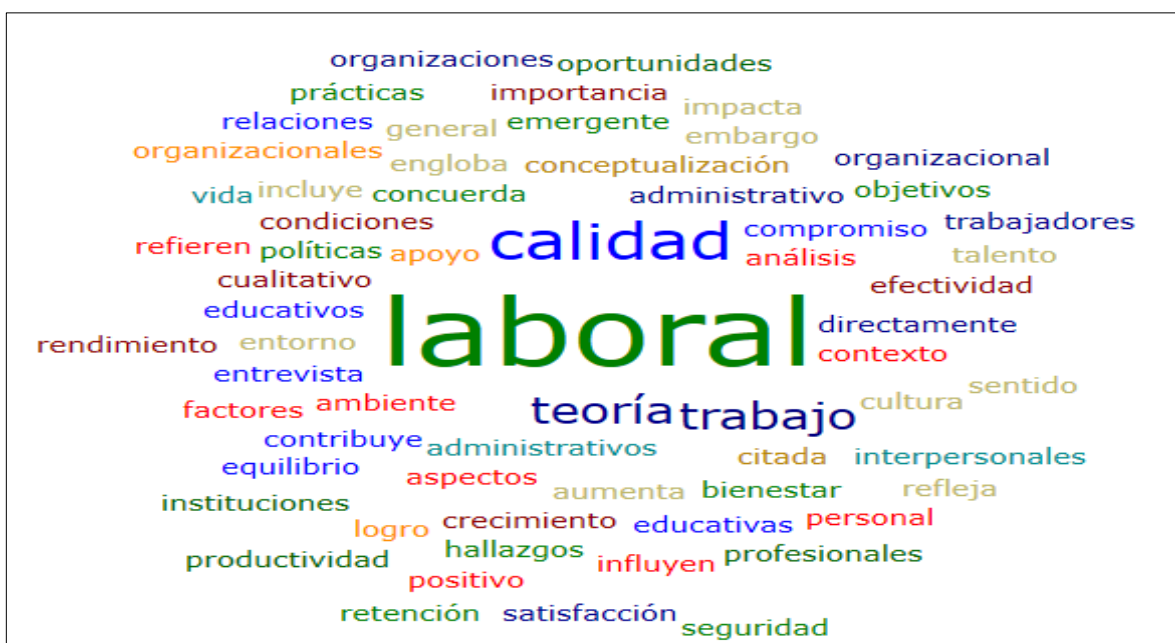 organizaciones oportunidades
prácticas importancia impacta
relaciones general emergente embargo
organizacionales engloba conceptualización organizacional
vida incluye concuerda administrativo objetivos
condiciones calidad compromiso trabajadores
refieren políticas apoyo análisis talento
cualitativo efectividad
educativos laboral directamente
rendimiento entorno contexto
entrevista sentido
factores ambiente teoría trabajo cultura
contribuye administrativos citada interpersonales
equilibrio aspectos aumenta bienestar refleja
instituciones
logro crecimiento educativas personal
productividad hallazgos influyen profesionales
positivo
retención satisfacción seguridad